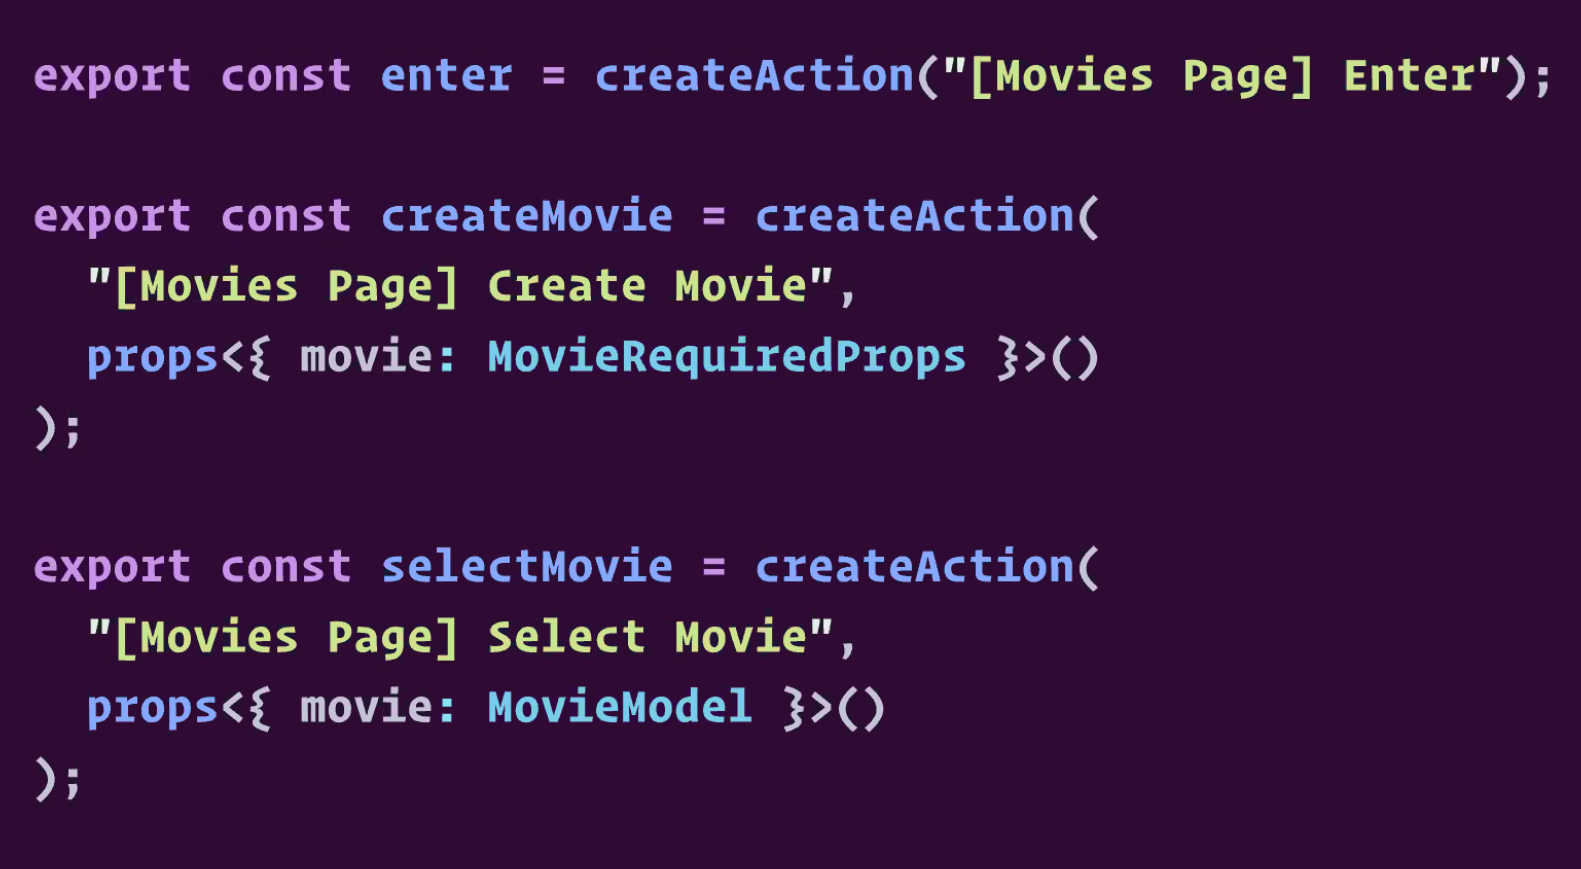 export const enter = createAction("[Movies Page] Enter");
export const createMovie = createAction(
  "[Movies Page] Create Movie",
  props<{ movie: MovieRequiredProps }>()
);
export const selectMovie = createAction(
  "[Movies Page] Select Movie",
  props<{ movie: MovieModel }>()
);